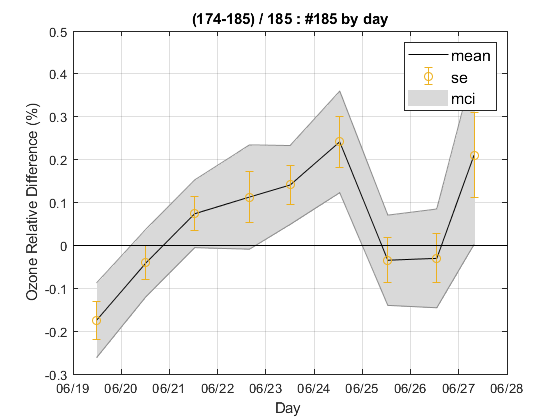 (174-185) / 185 : #185 by day
Ozone Relative Difference (%)
0.5
0.4
0.3
0.2
0.1
0
-0.1
-0.2
-0.3
mean
se
mci
06/19 06/20 06/21 06/22 06/23 06/24 06/25 06/26 06/27 06/28
Day